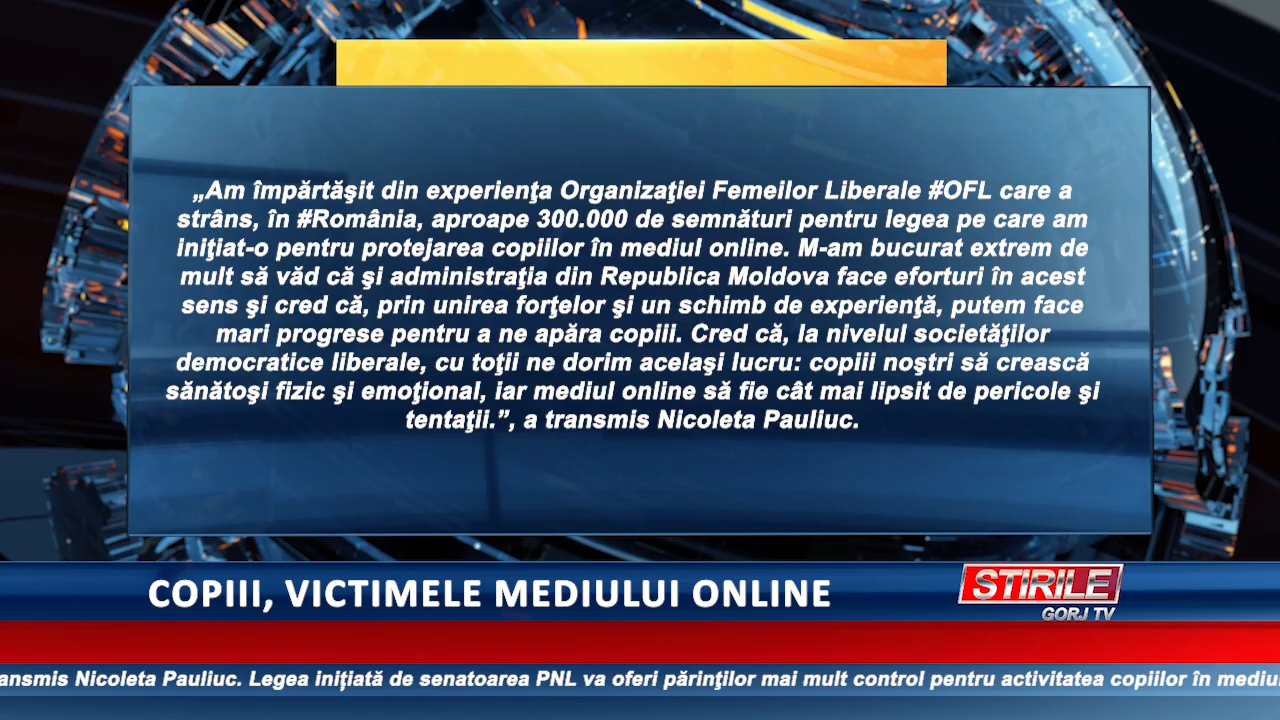 „Am împărtăşit din experienţa Organizaţiei Femeilor Liberale #OFL care a
strâns, în #România, aproape 300.000 de semnături pentru legea pe care am
iniţiat-o pentru protejarea copiilor în mediul online. M-am bucurat extrem de
mult să văd că şi administraţia din Republica Moldova face eforturi în acest
sens şi cred că, prin unirea forţelor şi un schimb de experienţă, putem face
mari progrese pentru a ne apăra copiii. Cred că, la nivelul societăţilor
democratice liberale, cu toţii ne dorim acelaşi lucru: copiii noştri să crească
sănătoşi fizic şi emoţional, iar mediul online să fie cât mai lipsit de pericole şi
tentaţii.”, a transmis Nicoleta Pauliuc.
COPIII, VICTIMELE MEDIULUI ONLINE
STIRILE
GORJ TV
ansmis Nicoleta Pauliuc. Legea inițiată de senatoarea PNL va oferi părinţilor mai mult control pentru activitatea copiilor în mediu